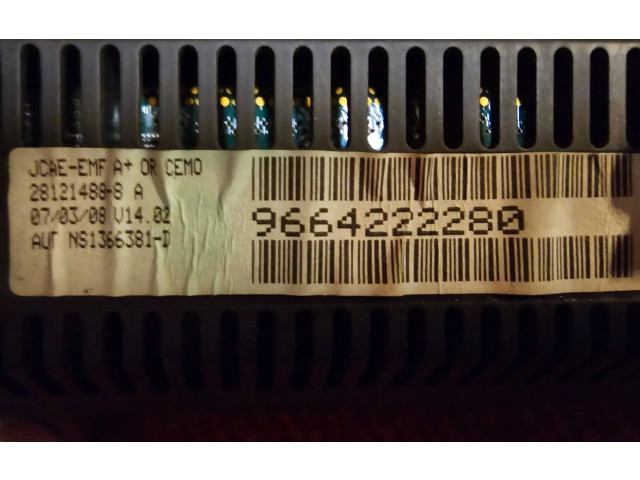 JCAE-EMF A+ OR CEMO
28121488-8 A
07/03/08 V14.02
AUT NS1366381-D
9664222280